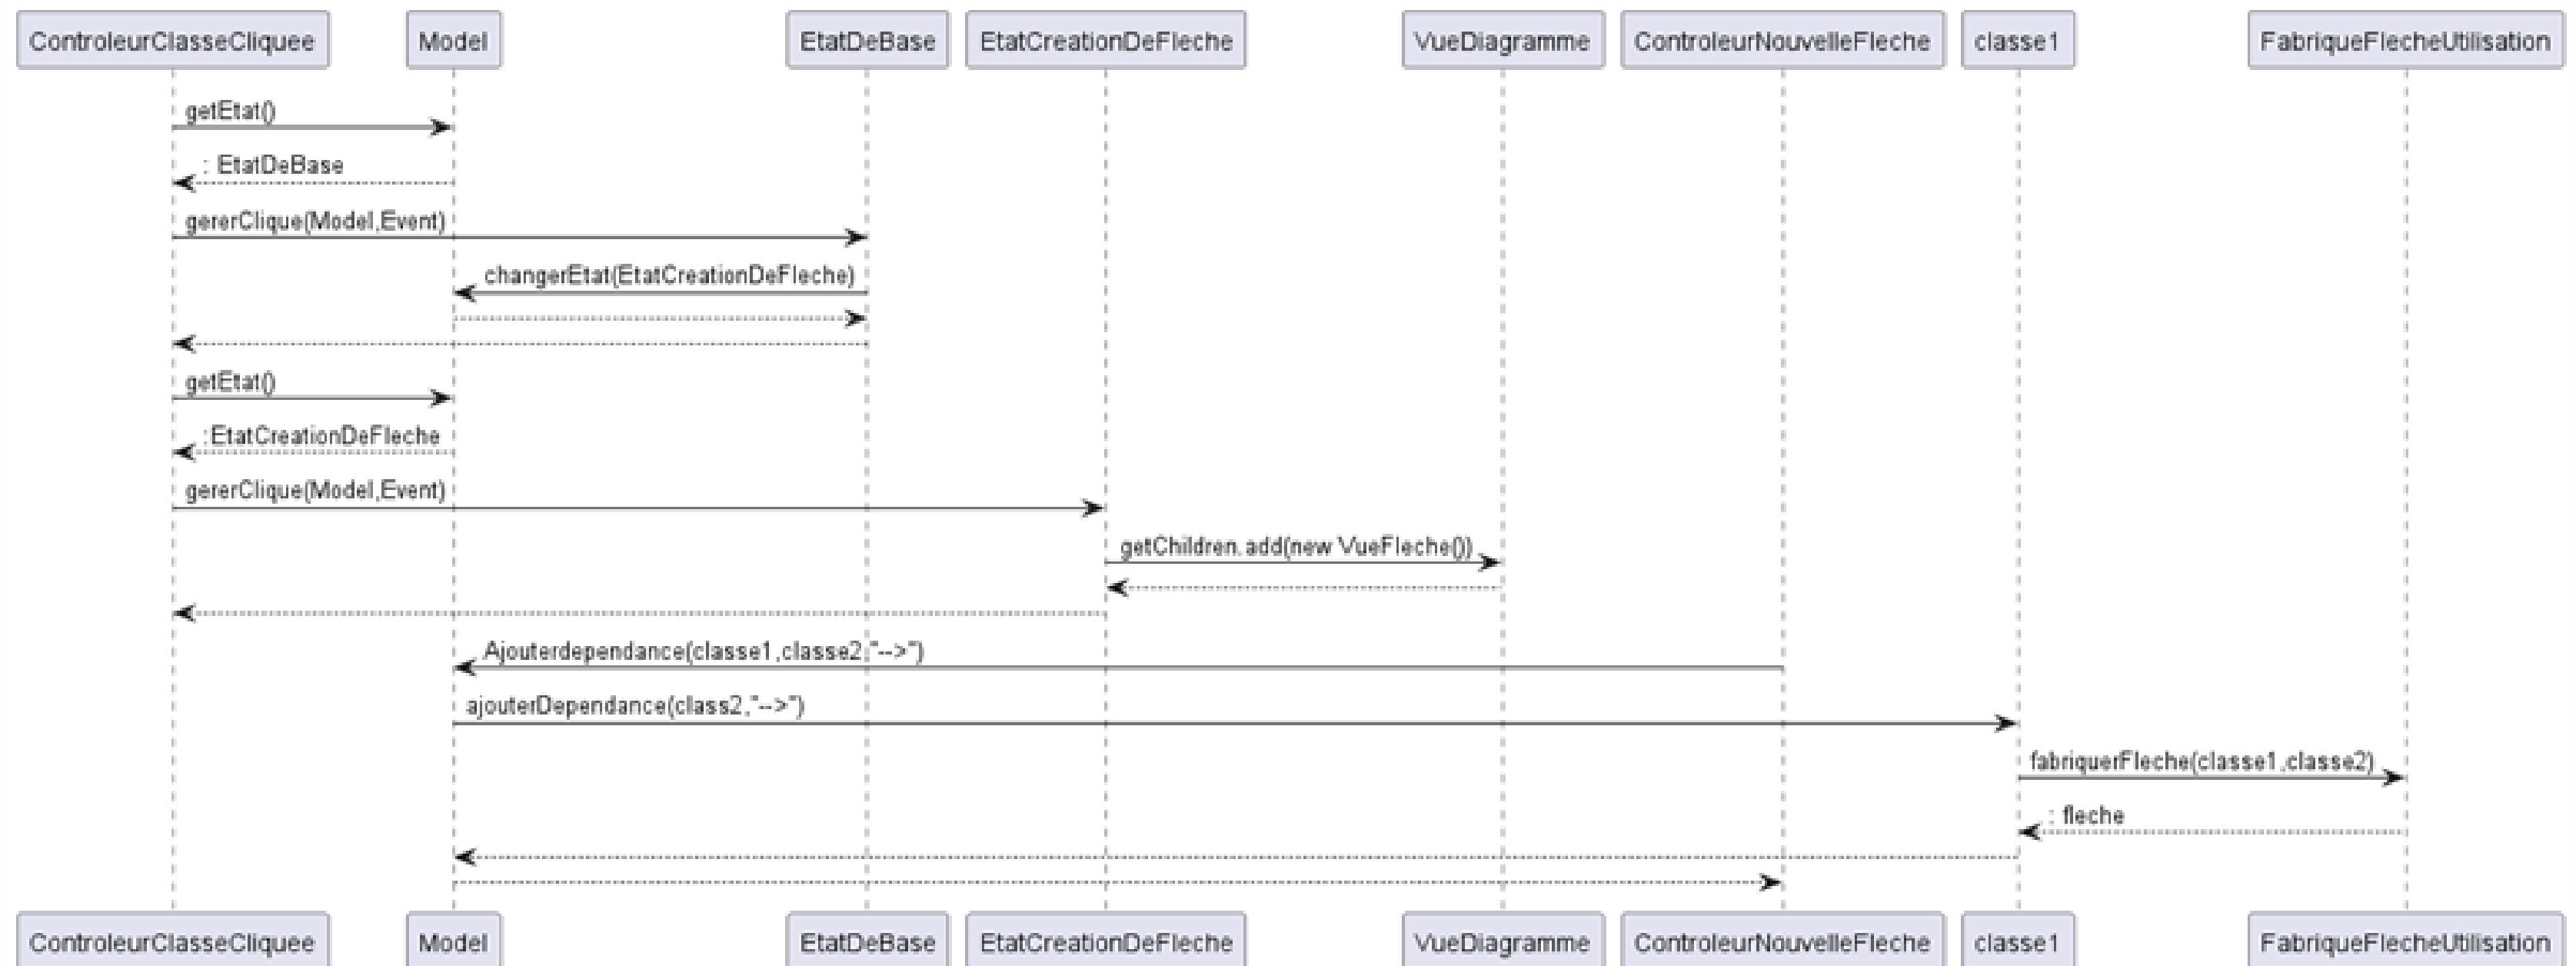 ControleurClasseCliquee Model EtatDeBase EtatCreationDeFleche VueDiagramme ControleurNouvelleFleche classe1 FabriqueFlecheUtilisation
getEtat()
: EtatDeBase
gererClique(Model,Event)
changerEtat(EtatCreationDeFleche)
getEtat()
:EtatCreationDeFleche
gererClique(Model,Event)
getChildren.add(new VueFleche())
Ajouterdependance(classe1,classe2,"-->")
ajouterDependance(class2,"-->")
fabriquerFleche(classe1,classe2)
: fleche
ControleurClasseCliquee Model EtatDeBase EtatCreationDeFleche VueDiagramme ControleurNouvelleFleche classe1 FabriqueFlecheUtilisation